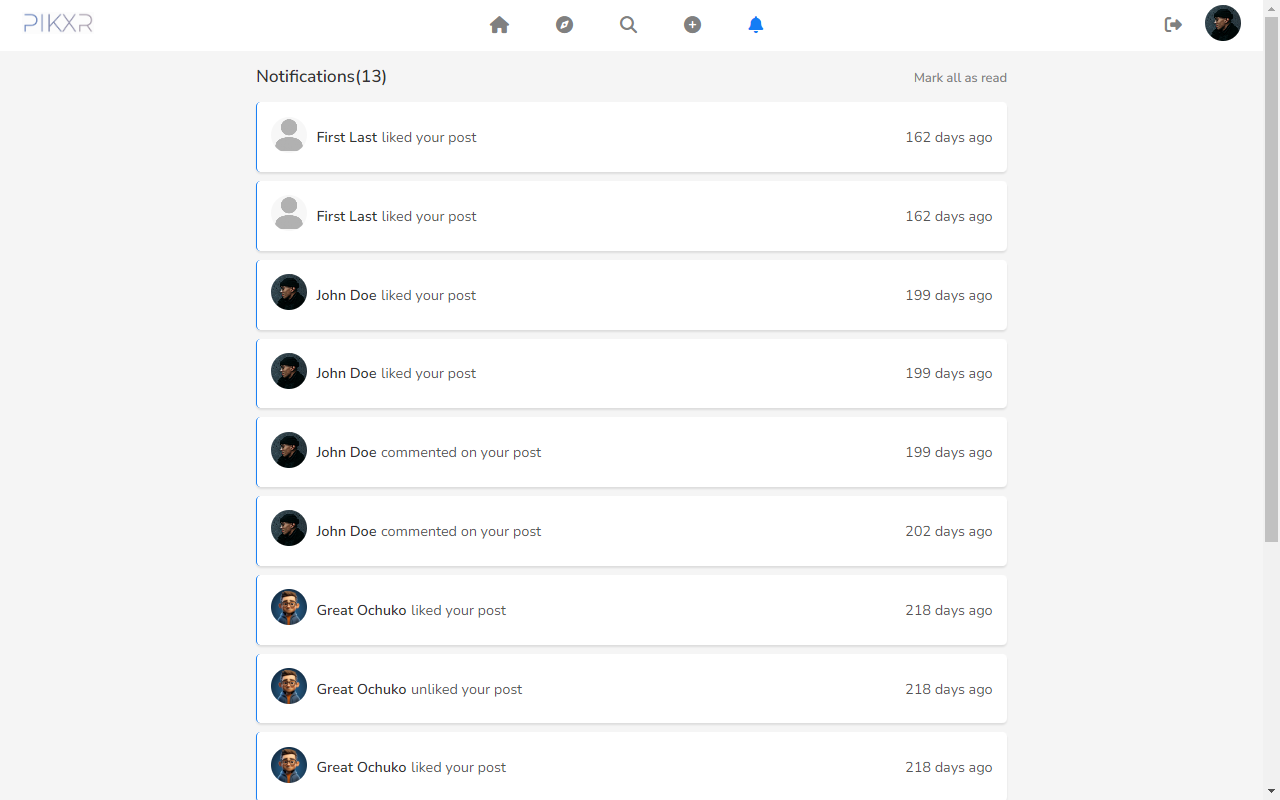 PIKXR
Notifications(13)
Mark all as read
First Last liked your post
162 days ago
First Last liked your post
162 days ago
John Doe liked your post
199 days ago
John Doe liked your post
199 days ago
John Doe commented on your post
199 days ago
John Doe commented on your post
202 days ago
Great Ochuko liked your post
218 days ago
Great Ochuko unliked your post
218 days ago
Great Ochuko liked your post
218 days ago